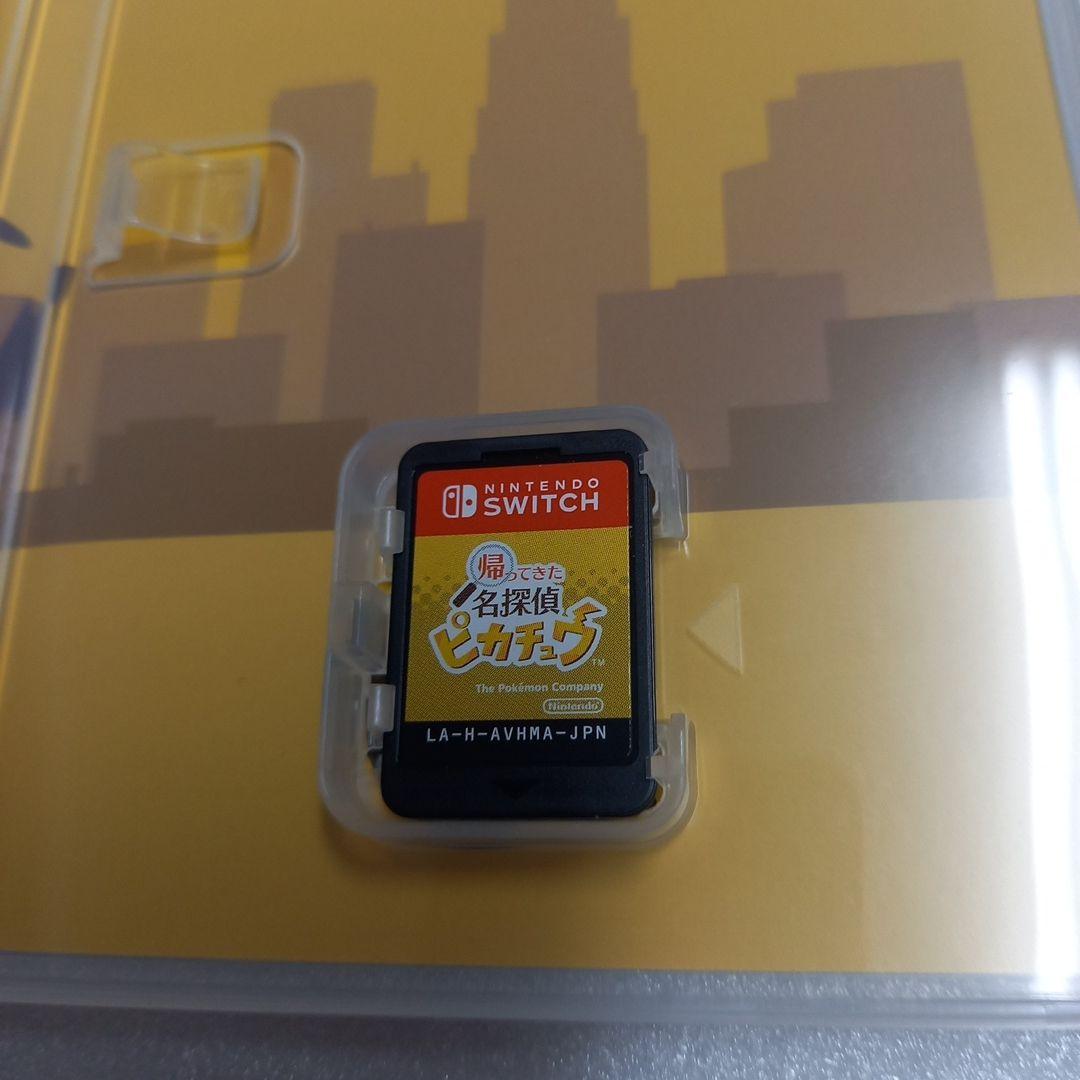 NINTENDO
SWITCH
帰ってきた
名探偵
ピカチュウ
TM
The Pokémon Company
Nintendo
LA-H-AVHMA-JPN